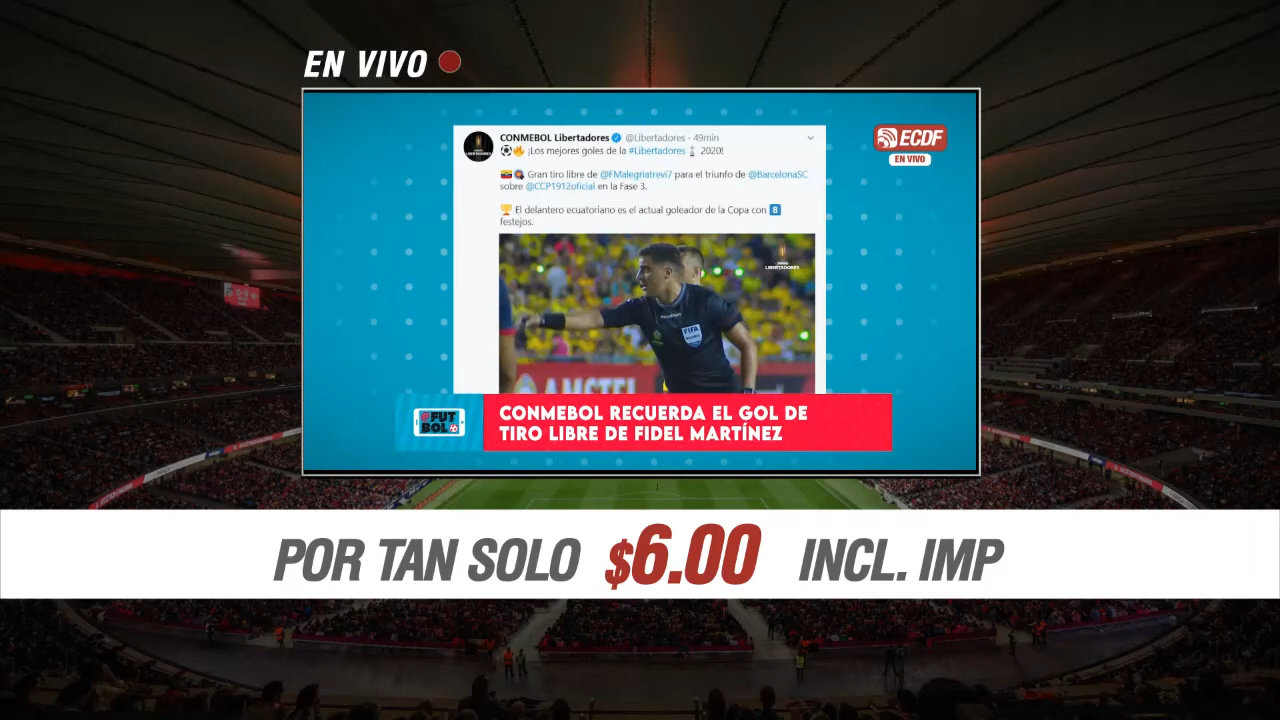 EN VIVO
ECDF
EN VIVO
CONMEBOL Libertadores @Libertadores · 49min
¡Los mejores goles de la #Libertadores 2020!
Gran tiro libre de @FMalegriatrevi7 para el triunfo de @BarcelonaSC
sobre @CCP1912oficial en la Fase 3.
El delantero ecuatoriano es el actual goleador de la Copa con 8
festejos.
LIBERTADORES
FIFA
AMSTEL
#FUT
BOL
CONMEBOL RECUERDA EL GOL DE
TIRO LIBRE DE FIDEL MARTÍNEZ
POR TAN SOLO $6.00 INCL. IMP